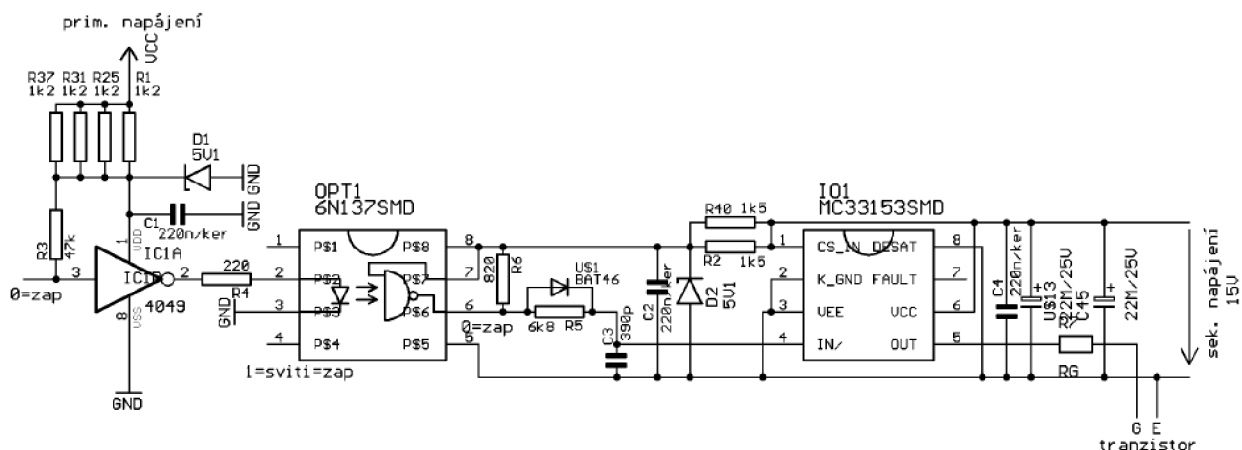 prim. napájení
VCC
R37 R31 R25 R1
1k2 1k2 1k2 1k2
D1
5V1
GND
C1
220n/ker
GND
R3
47k
1
VDD
IC1A
OPT1
6N137SMD
IO1
MC33153SMD
R40 1k5
R2
1k5
1 P$1 P$8 8
2 P$2 P$7 7
3 P$3 P$6 6
4 P$4 P$5 5
1=sviti=zap
3
2
0=zap
4049
8
VSS
GND
220
R4
GND
820
R6
U$1
BAT46
0=zap
6k8 R5
C3
390p
C2
220n/ker
D2
5V1
1 CS_IN DESAT 8
2 K_GND FAULT 7
3 VEE VCC 6
4 IN/ OUT 5
C4
220n/ker
+
U$13
22M/25V
+
C45
22M/25V
R7
RG
sek. napájení
15V
G E
tranzistor